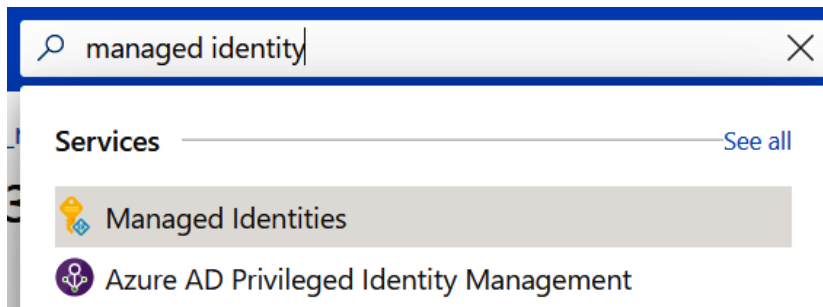 managed identity
Services See all
Managed Identities
Azure AD Privileged Identity Management